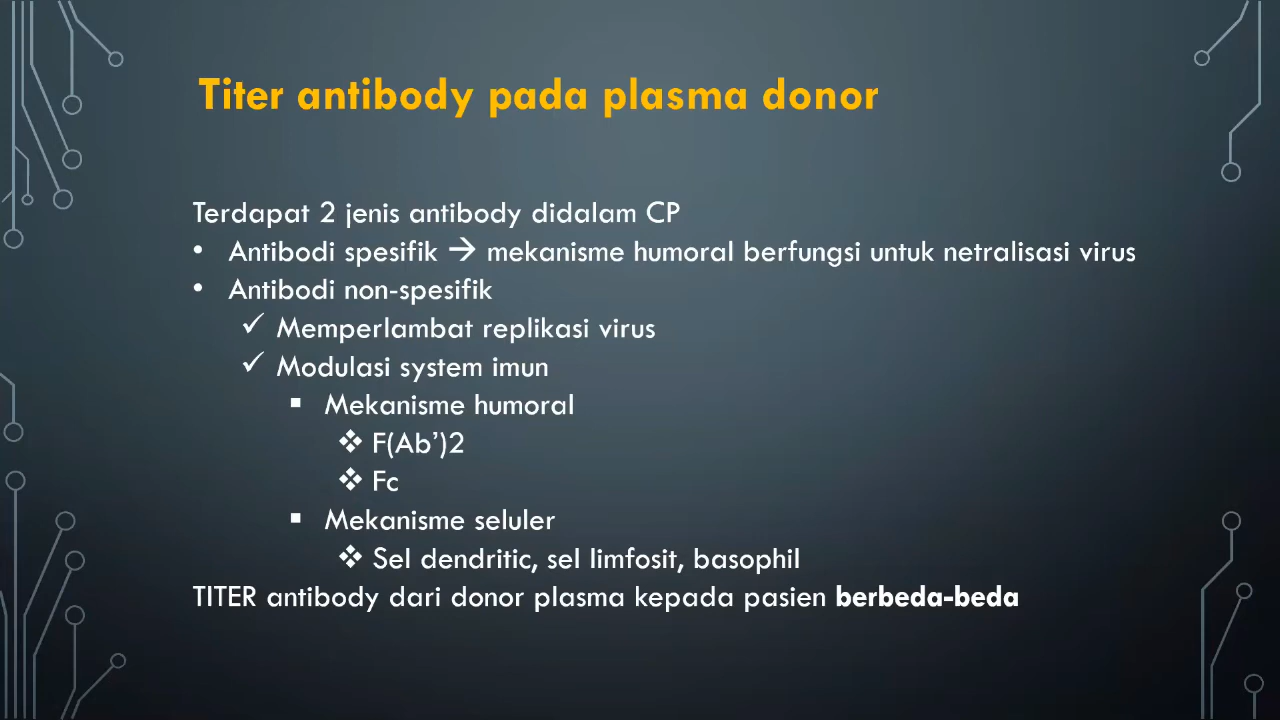 Titer antibody pada plasma donor
Terdapat 2 jenis antibody didalam CP
• Antibodi spesifik → mekanisme humoral berfungsi untuk netralisasi virus
• Antibodi non-spesifik
✓ Memperlambat replikasi virus
✓ Modulasi system imun
▪ Mekanisme humoral
❖ F(Ab’)2
❖ Fc
▪ Mekanisme seluler
❖ Sel dendritic, sel limfosit, basophil
TITER antibody dari donor plasma kepada pasien berbeda-beda